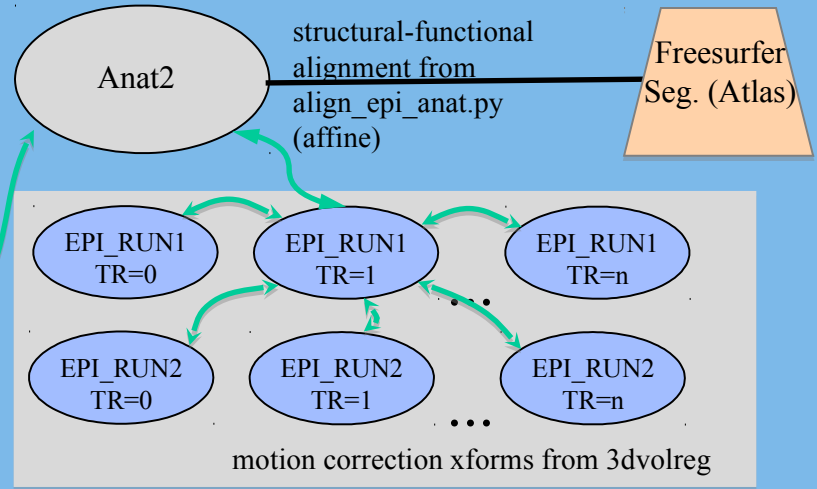 Anat2
structural-functional
alignment from
align_epi_anat.py
(affine)
Freesurfer
Seg. (Atlas)
EPI_RUN1
TR=0
EPI_RUN1
TR=1
...
EPI_RUN1
TR=n
EPI_RUN2
TR=0
EPI_RUN2
TR=1
...
EPI_RUN2
TR=n
motion correction xforms from 3dvolreg